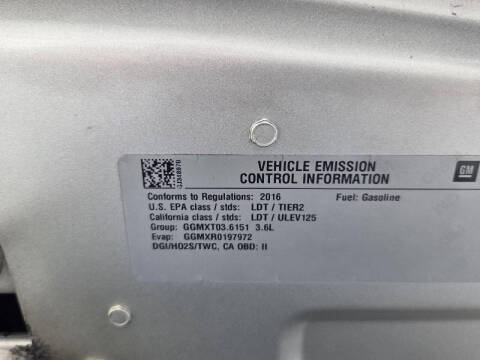 VEHICLE EMISSION
CONTROL INFORMATION
GM
Conforms to Regulations: 2016 Fuel: Gasoline
U.S. EPA class / stds: LDT / TIER2
California class / stds: LDT / ULEV125
Group: GGMXT03.6151 3.6L
Evap: GGMXR0197972
DGI/HO2S/TWC, CA OBD: II